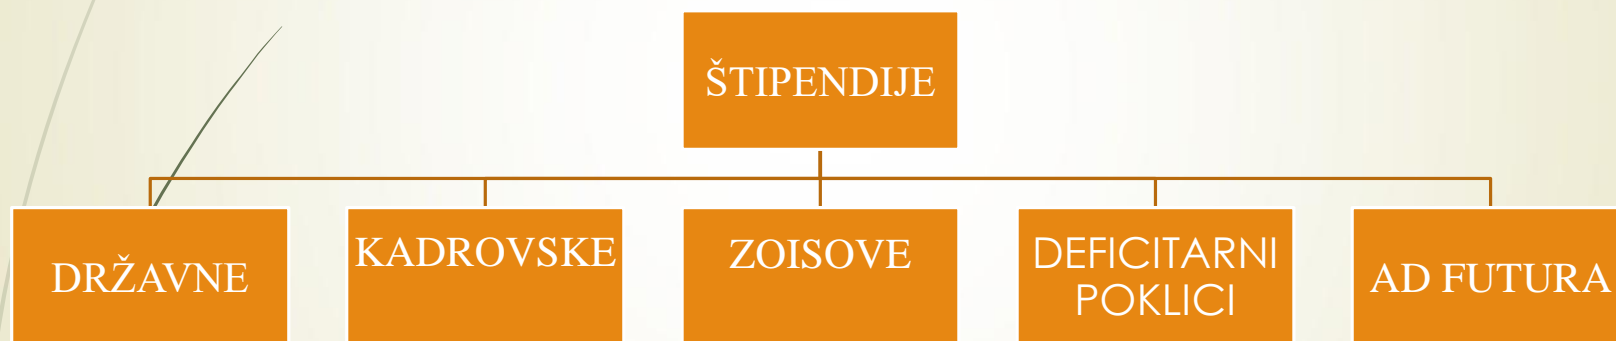 ŠTIPENDIJE
DRŽAVNE
KADROVSKE
ZOISOVE
DEFICITARNI
POKLICI
AD FUTURA